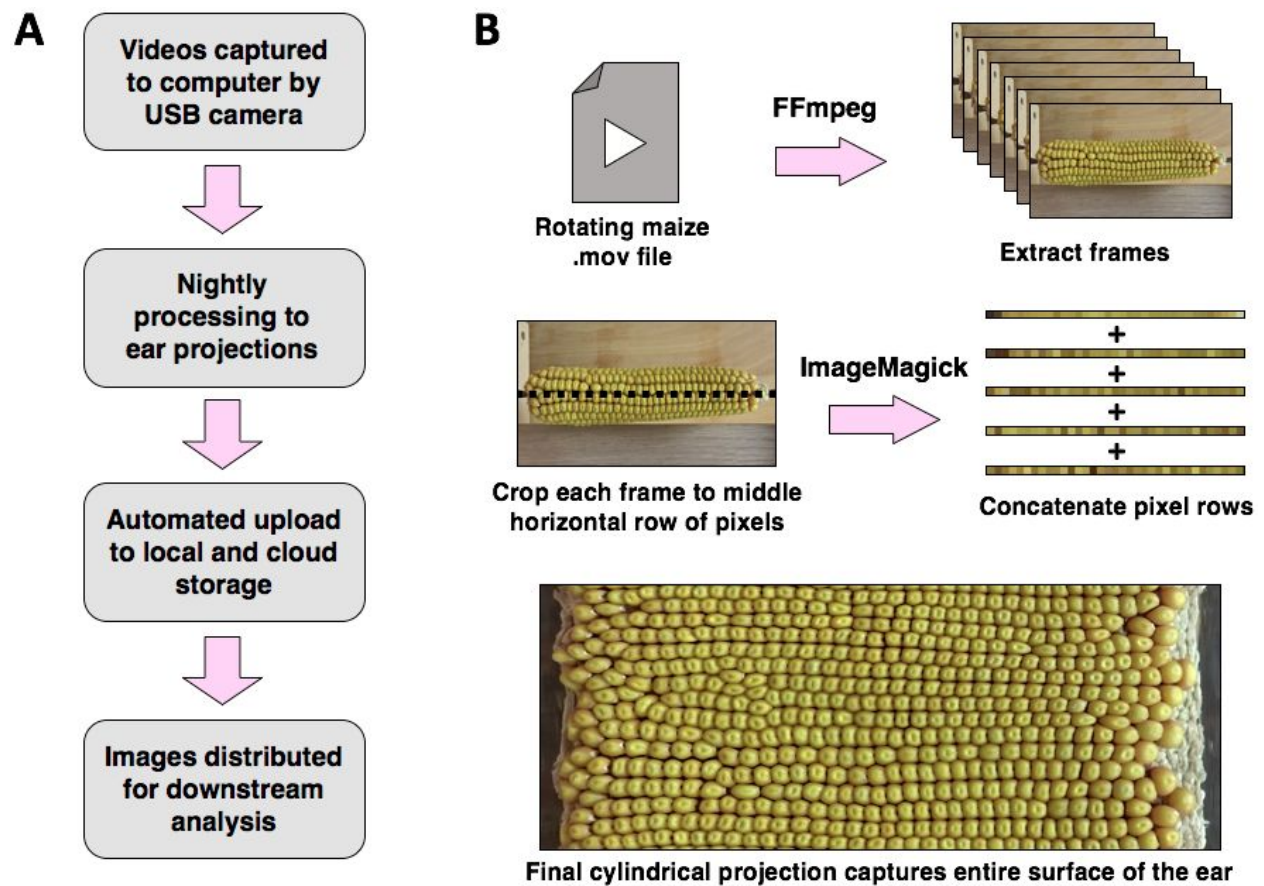 A
Videos captured
to computer by
USB camera
Nightly
processing to
ear projections
Automated upload
to local and cloud
storage
Images distributed
for downstream
analysis
B
FFmpeg
Rotating maize
.mov file
Extract frames
ImageMagick
+
+
+
+
Crop each frame to middle
horizontal row of pixels
Concatenate pixel rows
Final cylindrical projection captures entire surface of the ear